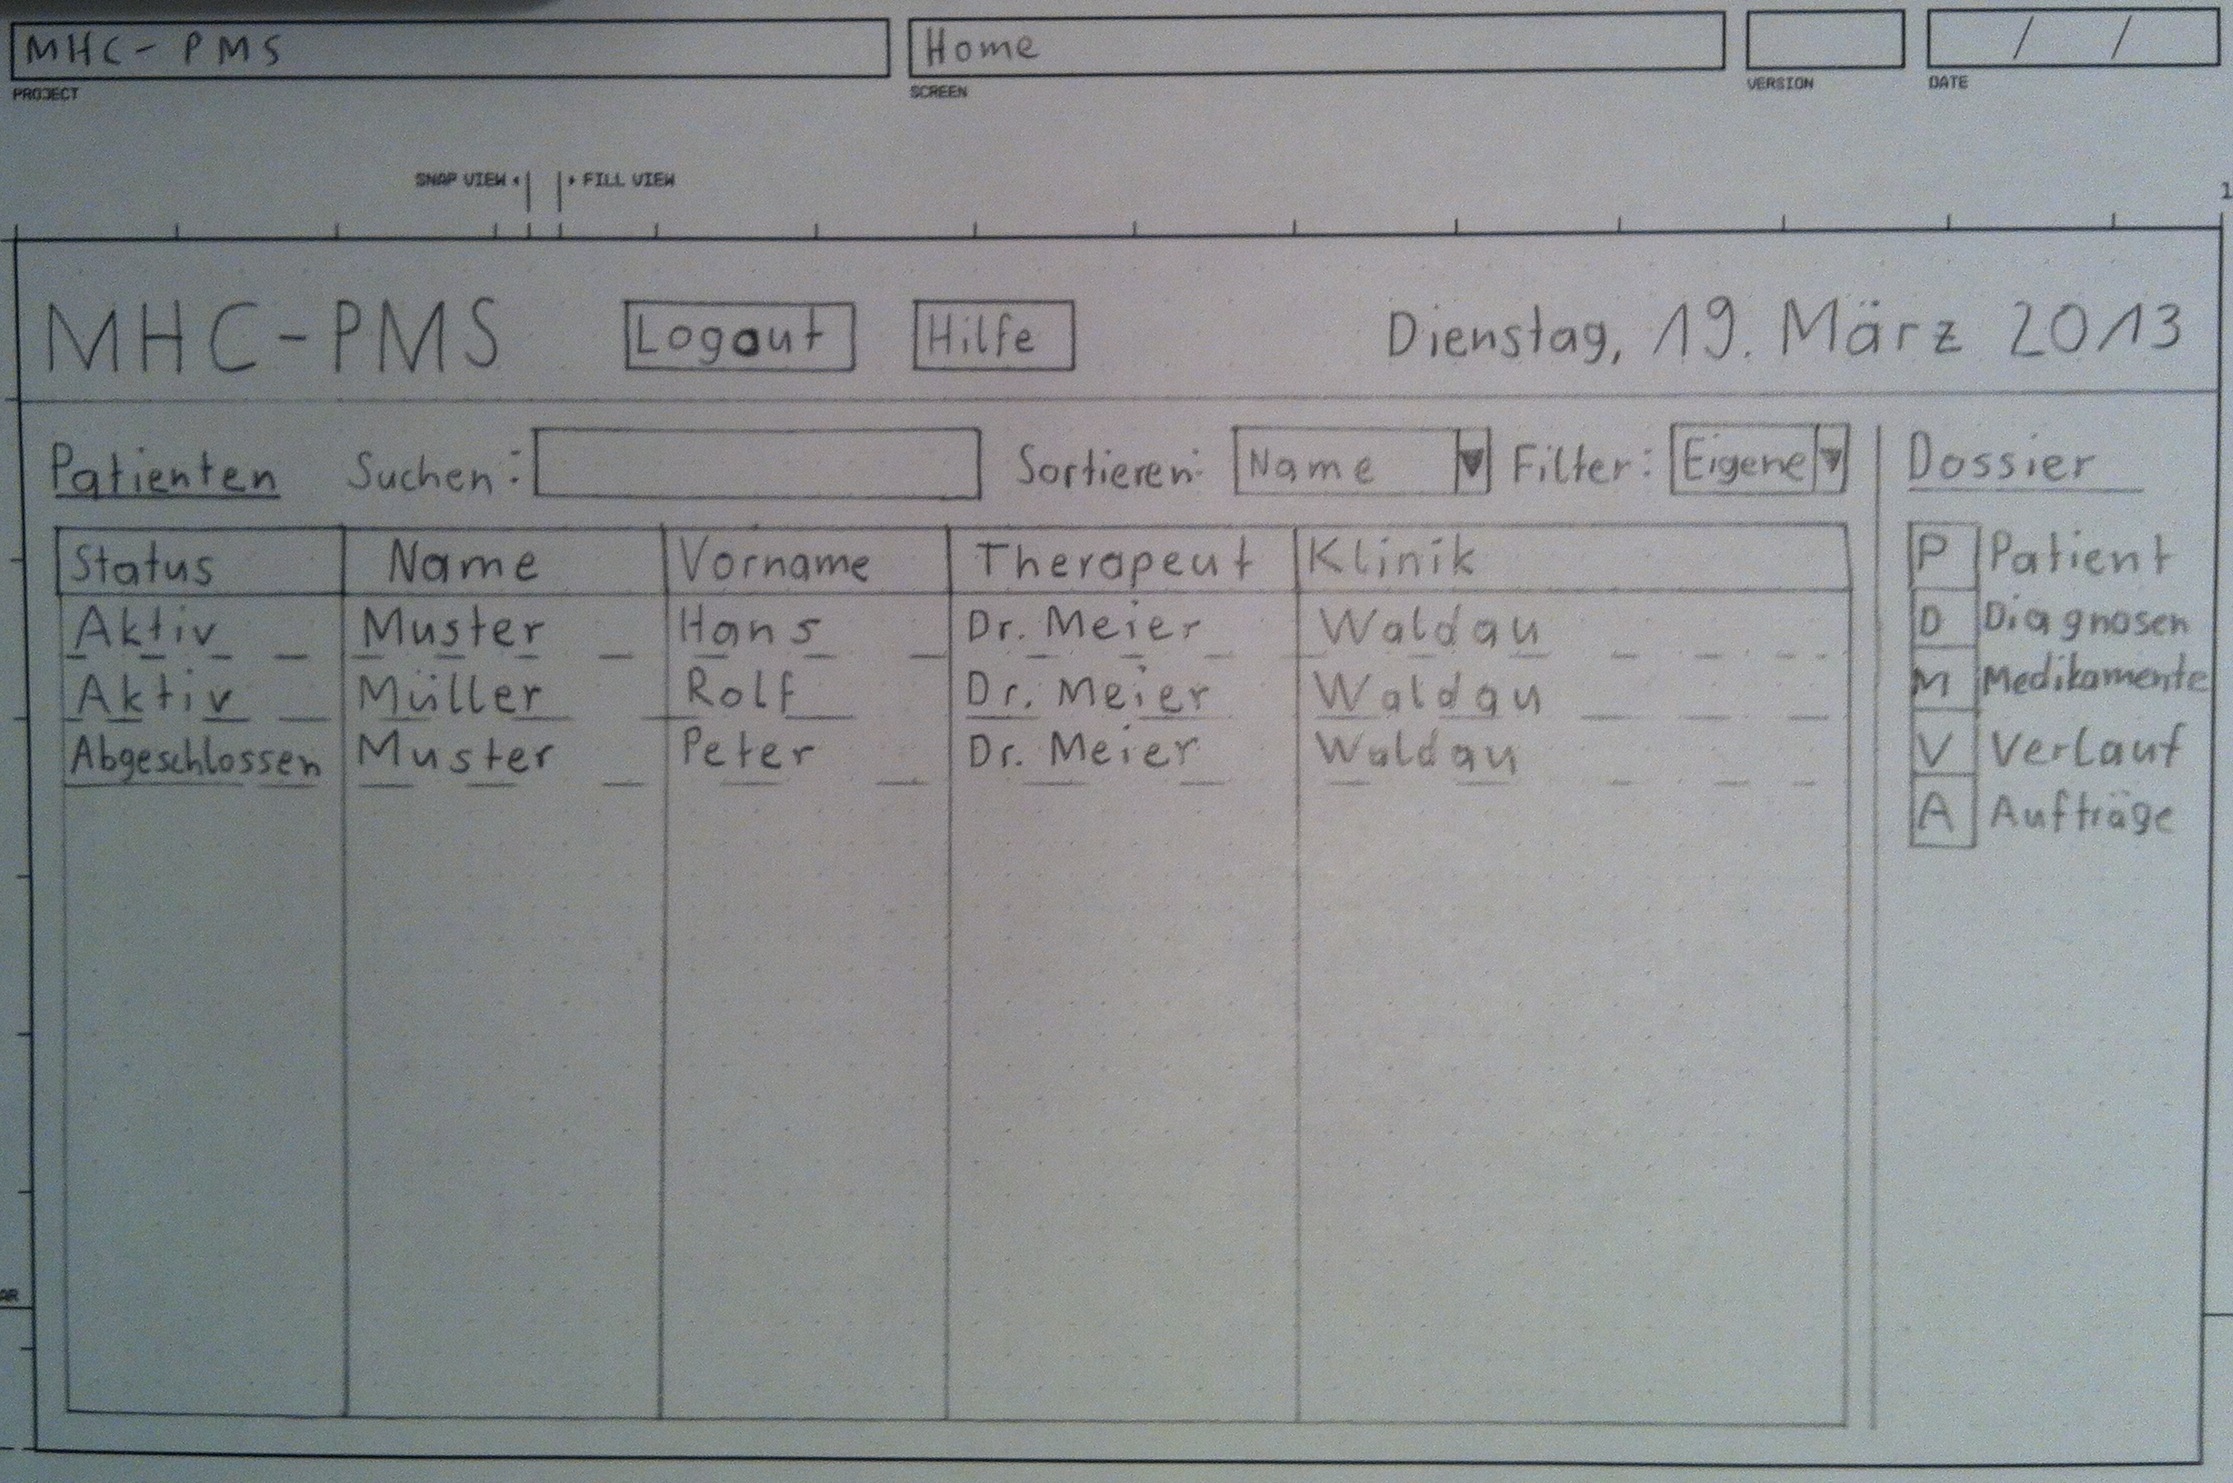 MHC-PMS Home / /
PROJECT SCREEN VERSION DATE
SNAP VIEW FILL VIEW
1
MHC-PMS Logout Hilfe Dienstag, 19. März 2013
Patienten Suchen: Sortieren: Name Filter: Eigene Dossier
Status Name Vorname Therapeut Klinik
Aktiv Muster Hans Dr. Meier Waldau
Aktiv Müller Rolf Dr. Meier Waldau
Abgeschlossen Muster Peter Dr. Meier Waldau
P Patient
D Diagnosen
M Medikamente
V Verlauf
A Aufträge
AR